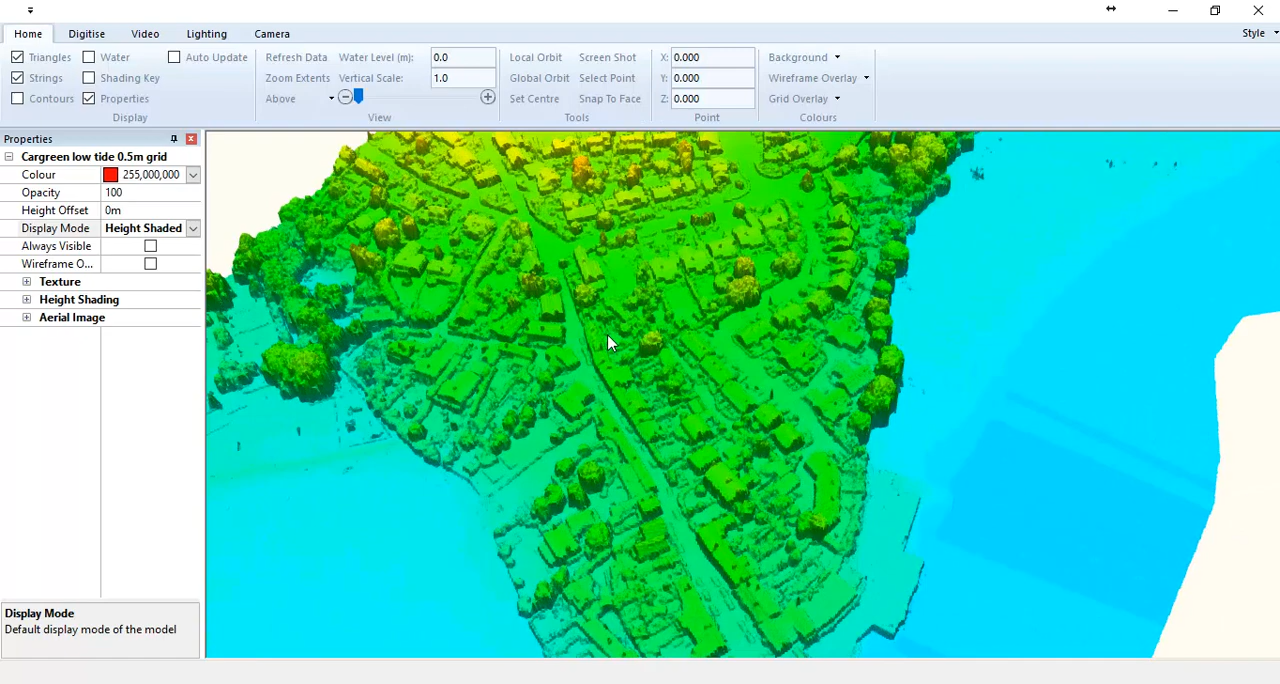 Home Digitise Video Lighting Camera Style
Triangles Water Auto Update Refresh Data Water Level (m): 0.0 Local Orbit Screen Shot X: 0.000 Background
Strings Shading Key Zoom Extents Vertical Scale: 1.0 Global Orbit Select Point Y: 0.000 Wireframe Overlay
Contours Properties Above Set Centre Snap To Face Z: 0.000 Grid Overlay
Display View Tools Point Colours
Properties
Cargreen low tide 0.5m grid
Colour 255,000,000
Opacity 100
Height Offset 0m
Display Mode Height Shaded
Always Visible
Wireframe O...
Texture
Height Shading
Aerial Image
Display Mode
Default display mode of the model